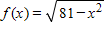 f(x) = √81 − x²